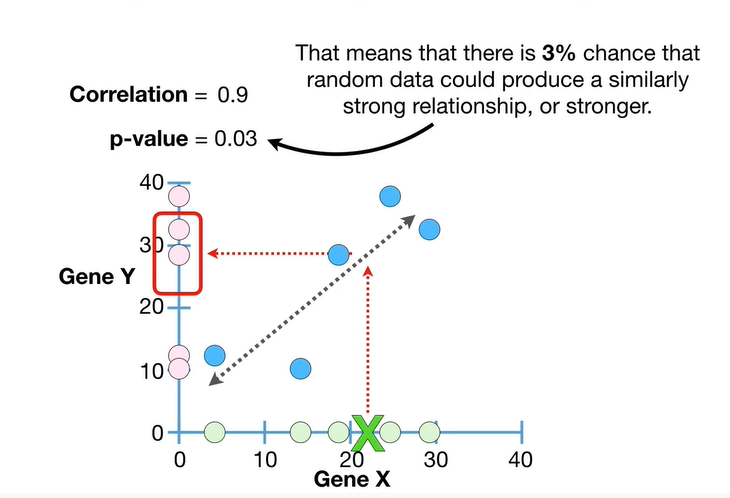 That means that there is 3% chance that
random data could produce a similarly
strong relationship, or stronger.
Correlation = 0.9
p-value = 0.03
40
30
Gene Y
20
10
0
0 10 20 30 40
Gene X
X